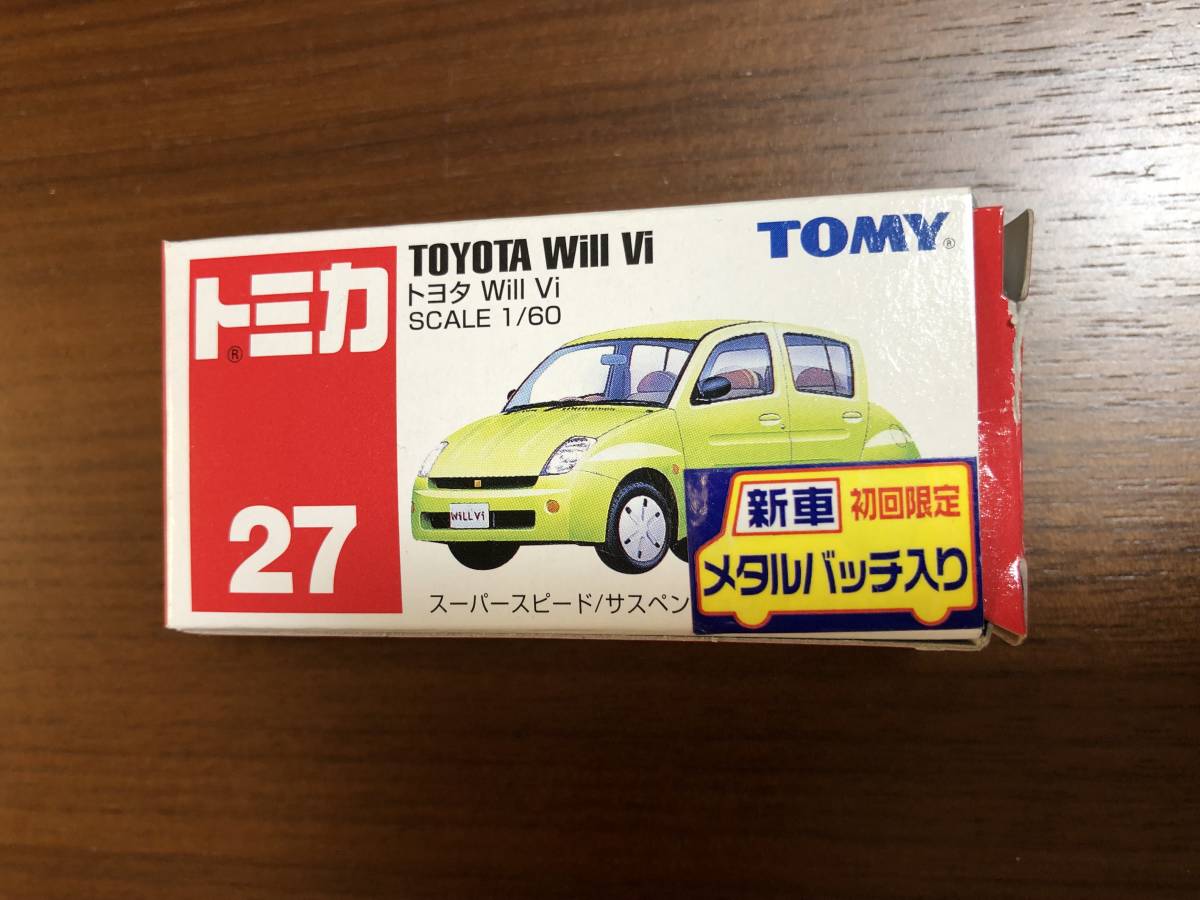 トミカ®
27
TOYOTA Will Vi
トヨタ Will Vi
SCALE 1/60
TOMY®
WiLL Vi
スーパースピード/サスペン
新車 初回限定
メタルバッチ入り